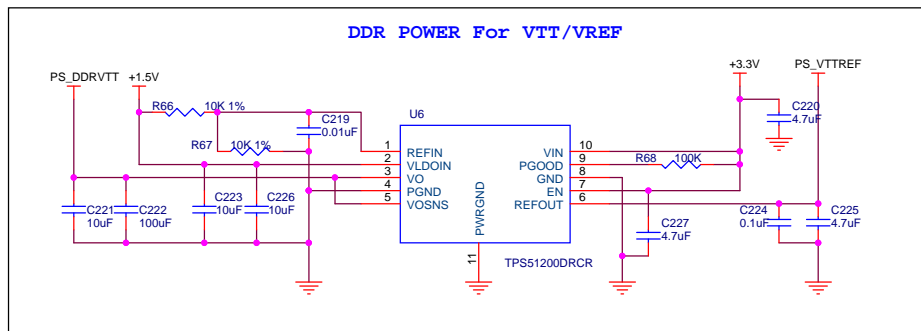 DDR POWER For VTT/VREF
PS_DDRVTT
+1.5V
+3.3V
PS_VTTREF
R66
10K 1%
C219
0.01uF
U6
C220
4.7uF
R67
10K 1%
1
REFIN
VIN
10
2
VLDOIN
PGOOD
9
R68
100K
3
VO
GND
8
4
PGND
EN
7
5
VOSNS
REFOUT
6
PWRGND
11
C221
10uF
C222
100uF
C223
10uF
C226
10uF
C227
4.7uF
C224
0.1uF
C225
4.7uF
TPS51200DRCR